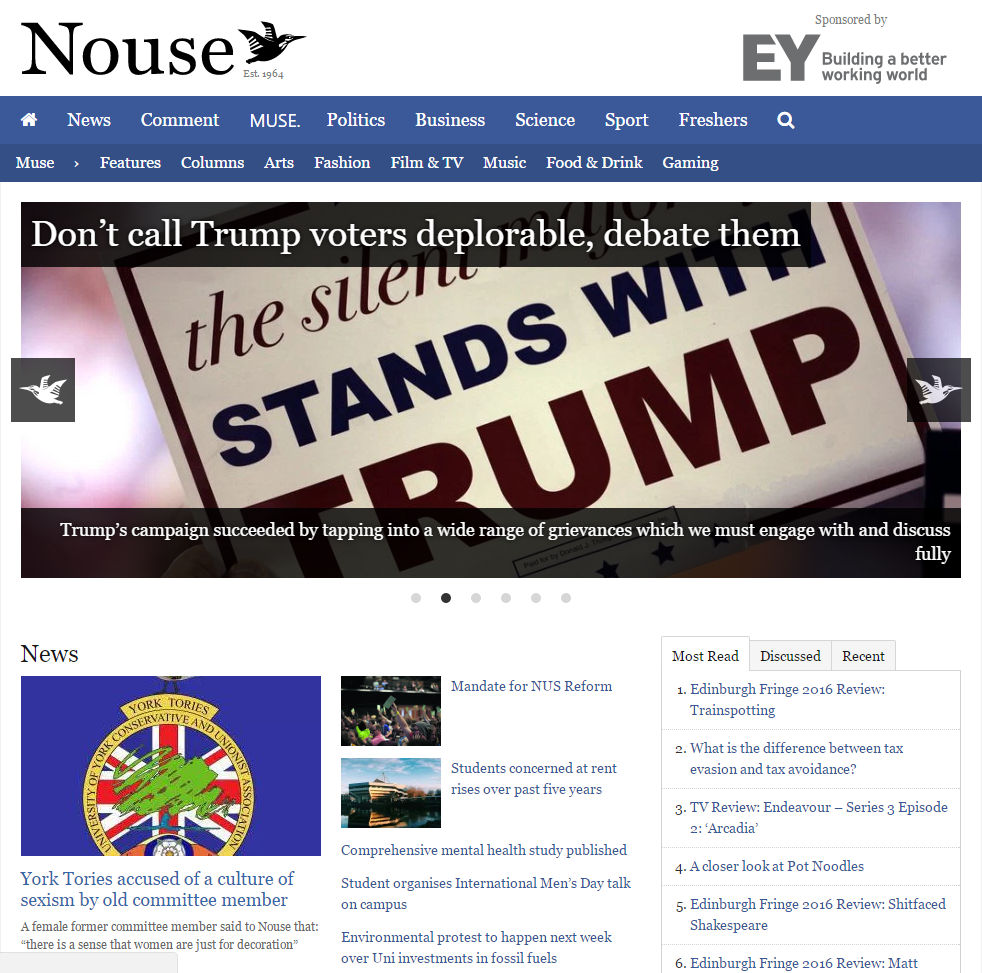 Nouse
Est. 1964
Sponsored by
EY Building a better
working world
News Comment MUSE. Politics Business Science Sport Freshers
Muse › Features Columns Arts Fashion Film & TV Music Food & Drink Gaming
Don’t call Trump voters deplorable, debate them
the silent majority
STANDS WITH
TRUMP
Trump’s campaign succeeded by tapping into a wide range of grievances which we must engage with and discuss
fully
News
YORK TORIES
UNIVERSITY OF YORK CONSERVATIVE AND UNIONIST ASSOCIATION
York Tories accused of a culture of
sexism by old committee member
A female former committee member said to Nouse that:
“there is a sense that women are just for decoration”
Mandate for NUS Reform
Students concerned at rent
rises over past five years
Comprehensive mental health study published
Student organises International Men’s Day talk
on campus
Environmental protest to happen next week
over Uni investments in fossil fuels
Most Read Discussed Recent
1. Edinburgh Fringe 2016 Review:
Trainspotting
2. What is the difference between tax
evasion and tax avoidance?
3. TV Review: Endeavour – Series 3 Episode
2: ‘Arcadia’
4. A closer look at Pot Noodles
5. Edinburgh Fringe 2016 Review: Shitfaced
Shakespeare
6. Edinburgh Fringe 2016 Review: Matt